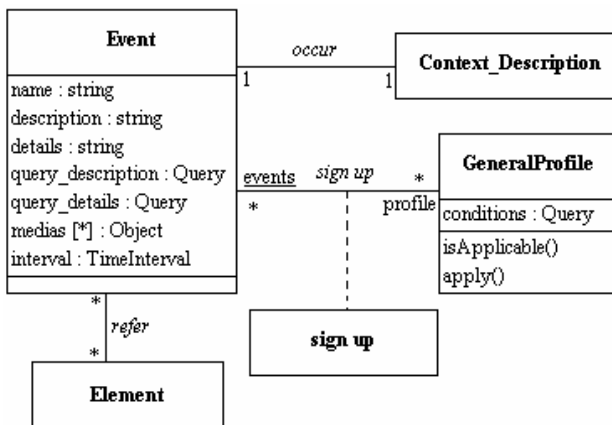 Event
name : string
description : string
details : string
query_description : Query
query_details : Query
medias [*] : Object
interval : TimeInterval
occur
1
1
Context_Description
events
*
sign up
*
profile
GeneralProfile
conditions : Query
isApplicable()
apply()
sign up
*
refer
*
Element